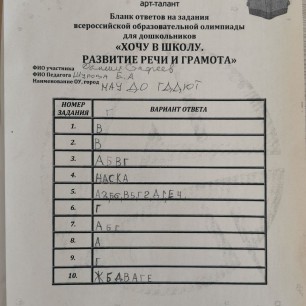 арт-талант
Бланк ответов на задания
всероссийской образовательной олимпиады
для дошкольников
«ХОЧУ В ШКОЛУ.
РАЗВИТИЕ РЕЧИ И ГРАМОТА»
ФИО участника
ФИО Педагога Б.А
Наименование ОУ, город МАУ ДО ГДДЮТ
НОМЕР ЗАДАНИЯ ВАРИАНТ ОТВЕТА
1. В
2. В
3. А Б В Г
4. НАСКА
5.
6. Г
7. А Б Г
8. А
9. Г
10. Ж Б Д В А Г Е